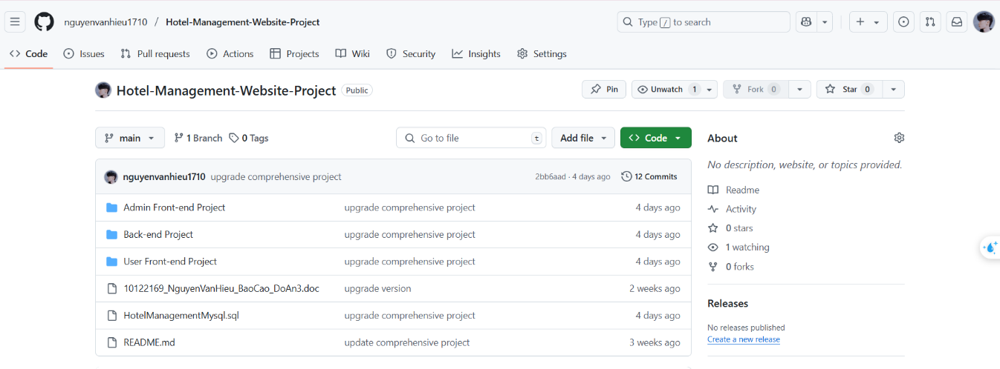 nguyenvanhieu1710 / Hotel-Management-Website-Project
Type / to search
Code Issues Pull requests Actions Projects Wiki Security Insights Settings
Hotel-Management-Website-Project Public
Pin Unwatch 1 Fork 0 Star 0
main 1 Branch 0 Tags Go to file t Add file Code
nguyenvanhieu1710 upgrade comprehensive project 2bb6aad · 4 days ago 12 Commits
Admin Front-end Project upgrade comprehensive project 4 days ago
Back-end Project upgrade comprehensive project 4 days ago
User Front-end Project upgrade comprehensive project 4 days ago
10122169_NguyenVanHieu_BaoCao_DoAn3.doc upgrade version 2 weeks ago
HotelManagementMysql.sql upgrade comprehensive project 4 days ago
README.md update comprehensive project 3 weeks ago
About
No description, website, or topics provided.
Readme
Activity
0 stars
1 watching
0 forks
Releases
No releases published
Create a new release